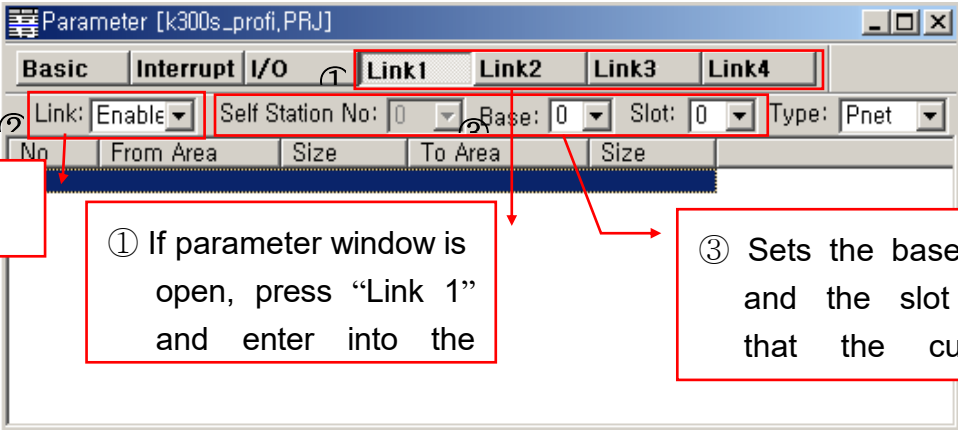 Parameter [k300s_profi,PRJ]
Basic Interrupt I/O ① Link1 Link2 Link3 Link4
② Link: Enable Self Station No: 0 ③ Base: 0 Slot: 0 Type: Pnet
No From Area Size To Area Size
① If parameter window is
open, press “Link 1”
and enter into the
③ Sets the base
and the slot
that the cu